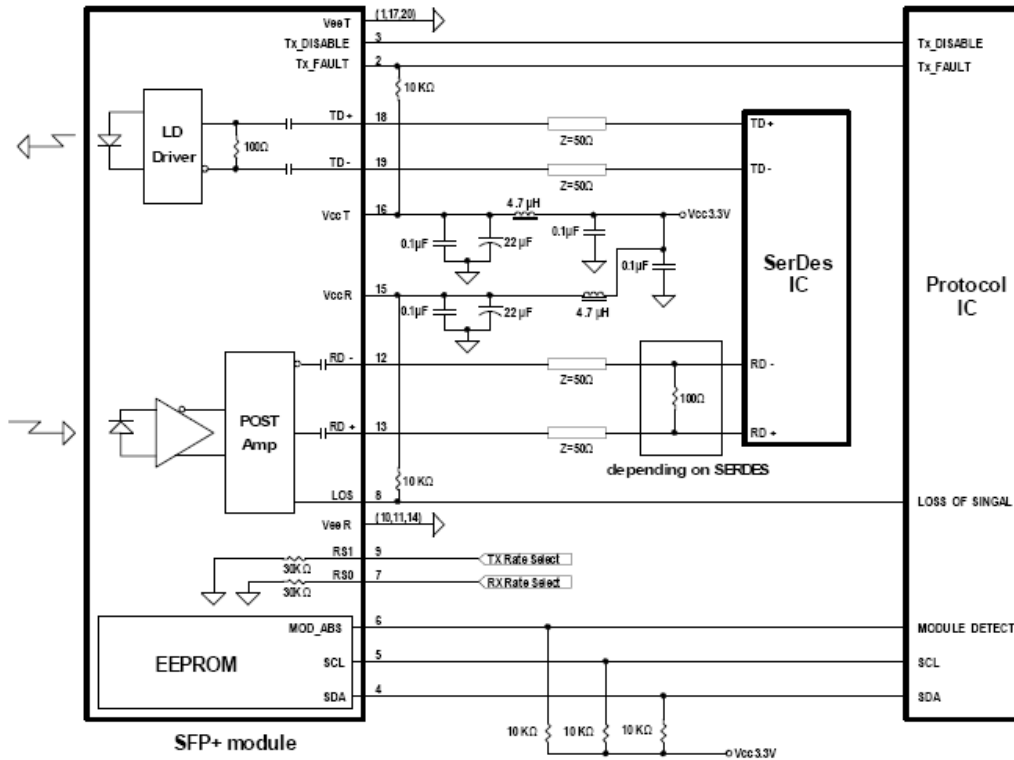 VeeT
(1,17,20)
Tx_DISABLE
3
Tx_DISABLE
Tx_FAULT
2
Tx_FAULT
10 KΩ
LD
Driver
100Ω
TD+
18
Z=50Ω
TD+
TD-
19
Z=50Ω
TD-
VccT
16
4.7 µH
Vcc3.3V
0.1µF
22 µF
0.1µF
0.1µF
SerDes
IC
Protocol
IC
VccR
15
0.1µF
22 µF
4.7 µH
RD -
12
Z=50Ω
RD -
POST
Amp
100Ω
RD +
13
Z=50Ω
RD +
depending on SERDES
10 KΩ
LOS
8
LOSS OF SINGAL
VeeR
(10,11,14)
RS1
9
30KΩ
TX Rate Select
RS0
7
30KΩ
RX Rate Select
MOD_ABS
6
MODULE DETECT
EEPROM
SCL
5
SCL
SDA
4
SDA
10 KΩ
10 KΩ
10 KΩ
Vcc3.3V
SFP+ module